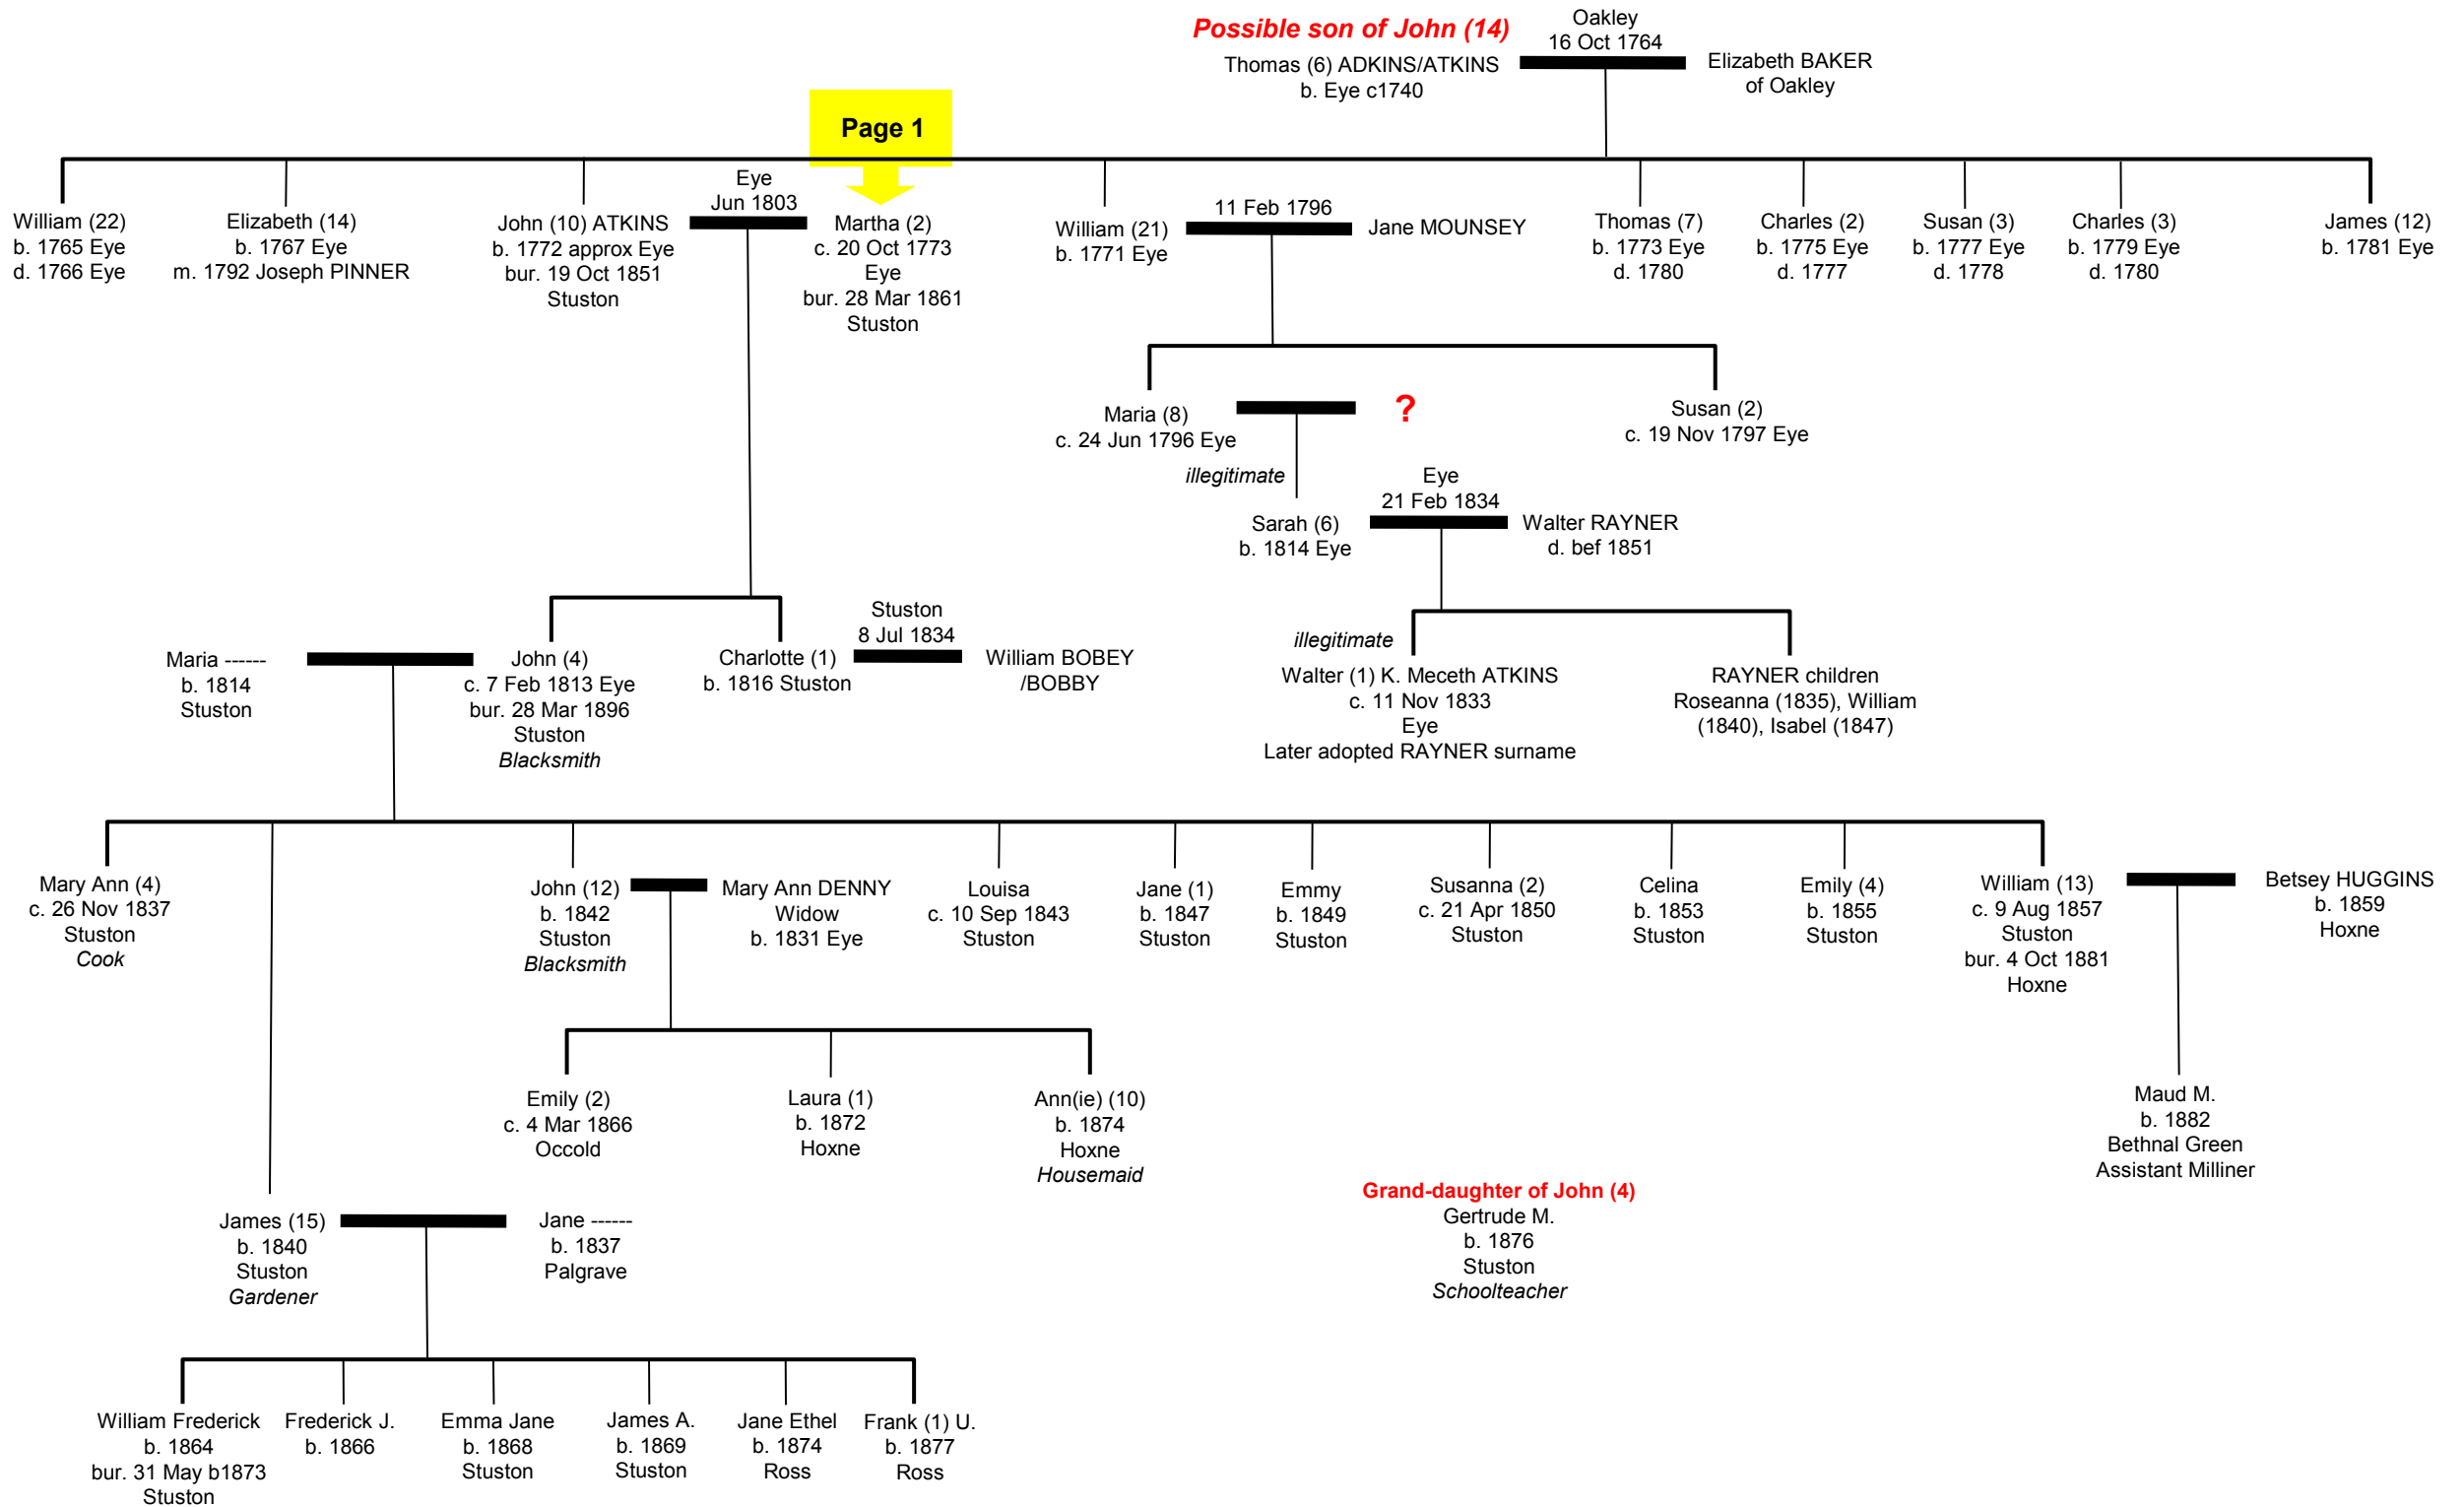 Possible son of John (14)
Thomas (6) ADKINS/ATKINS
b. Eye c1740
Oakley
16 Oct 1764
Elizabeth BAKER
of Oakley
Page 1
William (22)
b. 1765 Eye
d. 1766 Eye
Elizabeth (14)
b. 1767 Eye
m. 1792 Joseph PINNER
John (10) ATKINS
b. 1772 approx Eye
bur. 19 Oct 1851
Stuston
Eye
Jun 1803
Martha (2)
c. 20 Oct 1773
Eye
bur. 28 Mar 1861
Stuston
William (21)
b. 1771 Eye
11 Feb 1796
Jane MOUNSEY
Thomas (7)
b. 1773 Eye
d. 1780
Charles (2)
b. 1775 Eye
d. 1777
Susan (3)
b. 1777 Eye
d. 1778
Charles (3)
b. 1779 Eye
d. 1780
James (12)
b. 1781 Eye
Maria (8)
c. 24 Jun 1796 Eye
?
Susan (2)
c. 19 Nov 1797 Eye
illegitimate
Sarah (6)
b. 1814 Eye
Eye
21 Feb 1834
Walter RAYNER
d. bef 1851
Maria ------
b. 1814
Stuston
John (4)
c. 7 Feb 1813 Eye
bur. 28 Mar 1896
Stuston
Blacksmith
Charlotte (1)
b. 1816 Stuston
Stuston
8 Jul 1834
William BOBEY
/BOBBY
illegitimate
Walter (1) K. Meceth ATKINS
c. 11 Nov 1833
Eye
Later adopted RAYNER surname
RAYNER children
Roseanna (1835), William
(1840), Isabel (1847)
Mary Ann (4)
c. 26 Nov 1837
Stuston
Cook
John (12)
b. 1842
Stuston
Blacksmith
Mary Ann DENNY
Widow
b. 1831 Eye
Louisa
c. 10 Sep 1843
Stuston
Jane (1)
b. 1847
Stuston
Emmy
b. 1849
Stuston
Susanna (2)
c. 21 Apr 1850
Stuston
Celina
b. 1853
Stuston
Emily (4)
b. 1855
Stuston
William (13)
c. 9 Aug 1857
Stuston
bur. 4 Oct 1881
Hoxne
Betsey HUGGINS
b. 1859
Hoxne
Emily (2)
c. 4 Mar 1866
Occold
Laura (1)
b. 1872
Hoxne
Ann(ie) (10)
b. 1874
Hoxne
Housemaid
Maud M.
b. 1882
Bethnal Green
Assistant Milliner
Grand-daughter of John (4)
Gertrude M.
b. 1876
Stuston
Schoolteacher
James (15)
b. 1840
Stuston
Gardener
Jane ------
b. 1837
Palgrave
William Frederick
b. 1864
bur. 31 May b1873
Stuston
Frederick J.
b. 1866
Emma Jane
b. 1868
Stuston
James A.
b. 1869
Stuston
Jane Ethel
b. 1874
Ross
Frank (1) U.
b. 1877
Ross